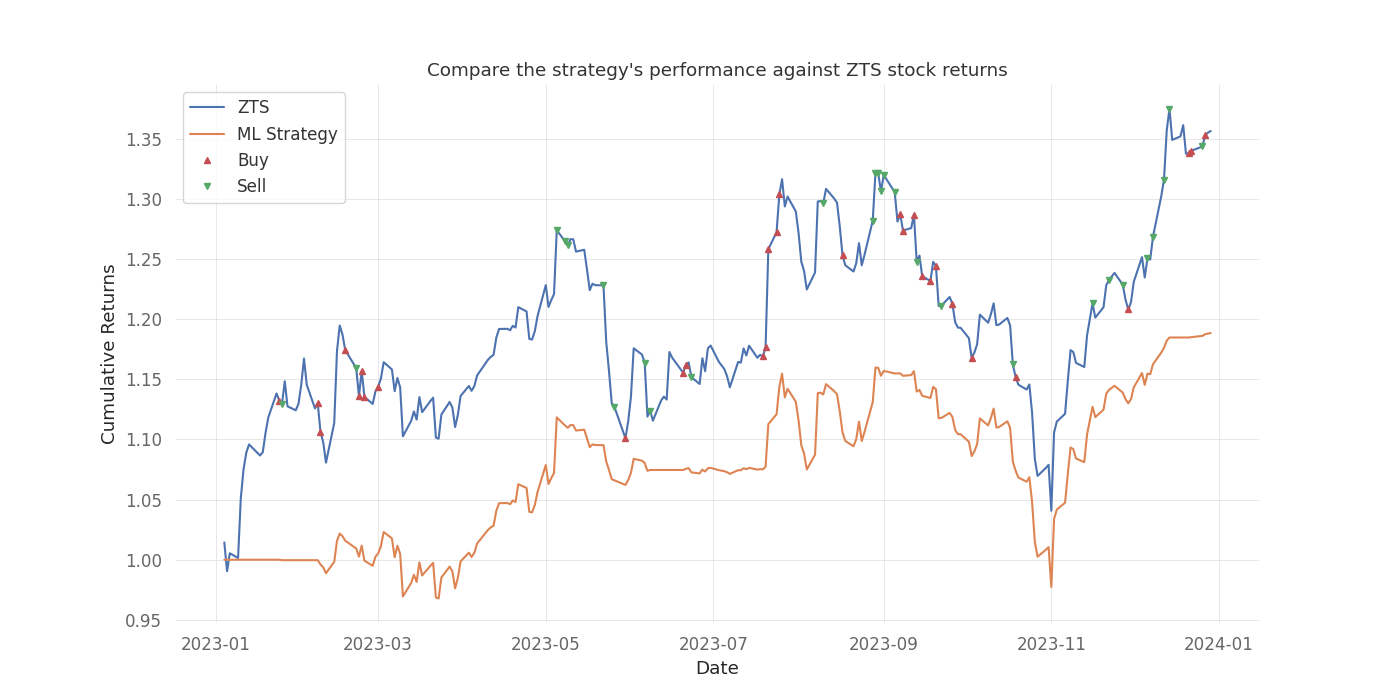 Compare the strategy's performance against ZTS stock returns
ZTS
ML Strategy
Buy
Sell
Cumulative Returns
1.35
1.30
1.25
1.20
1.15
1.10
1.05
1.00
0.95
2023-01 2023-03 2023-05 2023-07 2023-09 2023-11 2024-01
Date